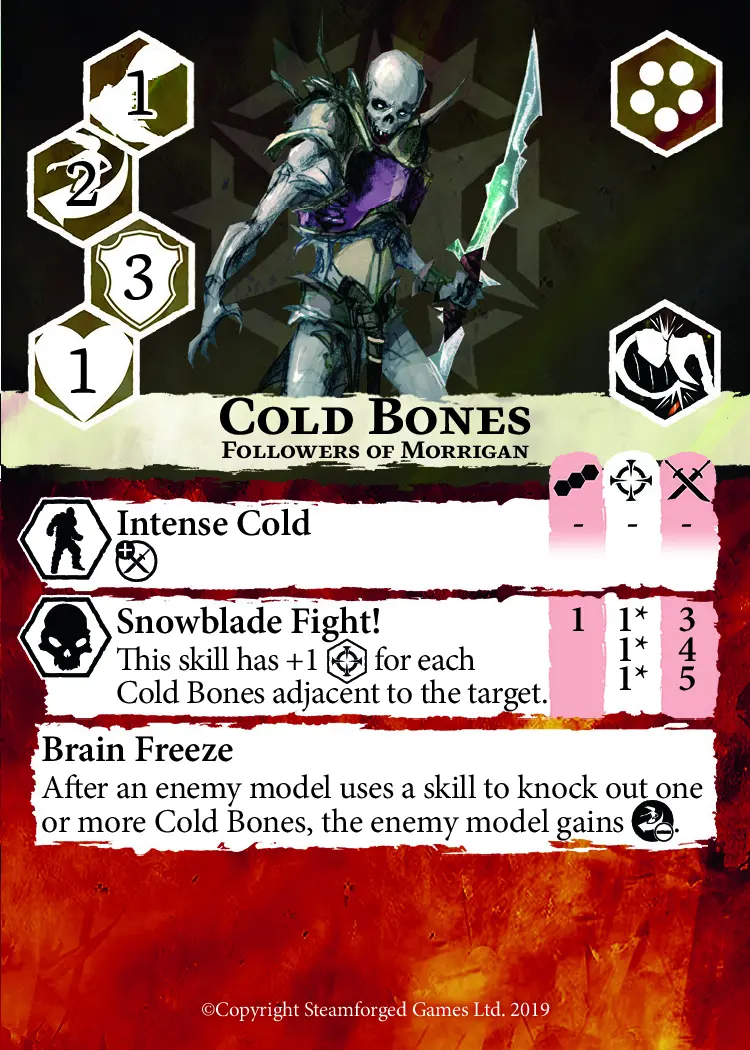 1
2
3
1
Cold Bones
Followers of Morrigan
Intense Cold
- - -
Snowblade Fight!
1 1* 3
This skill has +1 for each
1* 4
Cold Bones adjacent to the target.
1* 5
Brain Freeze
After an enemy model uses a skill to knock out one
or more Cold Bones, the enemy model gains .
©Copyright Steamforged Games Ltd. 2019